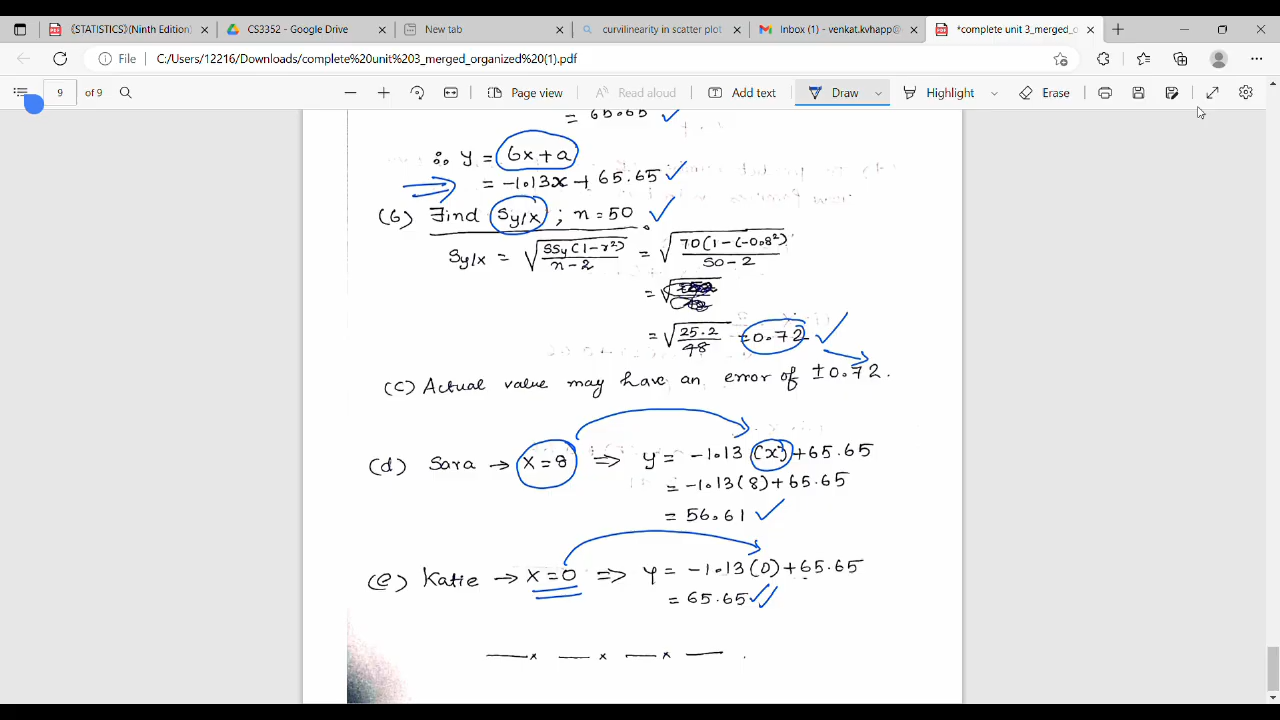 《STATISTICS》(Ninth Edition)
CS3352 - Google Drive
New tab
curvilinearity in scatter plot
Inbox (1) - venkat.kvhapp@
*complete unit 3_merged_o
File C:/Users/12216/Downloads/complete%20unit%203_merged_organized%20(1).pdf
9 of 9 Page view Read aloud Add text Draw Highlight Erase
= 65.65
∴ y = bx + a
= -1.13x + 65.65
(b) Find Sy/x ; n = 50
Sy/x = √SSy(1-r²)/n-2 = √70(1-(-0.8²)/50-2
= √25.2/48 = 0.72
(c) Actual value may have an error of ±0.72.
(d) Sara → x = 8 ⇒ y = -1.13 (x) + 65.65
= -1.13(8) + 65.65
= 56.61
(e) Katie → x = 0 ⇒ y = -1.13(0) + 65.65
= 65.65